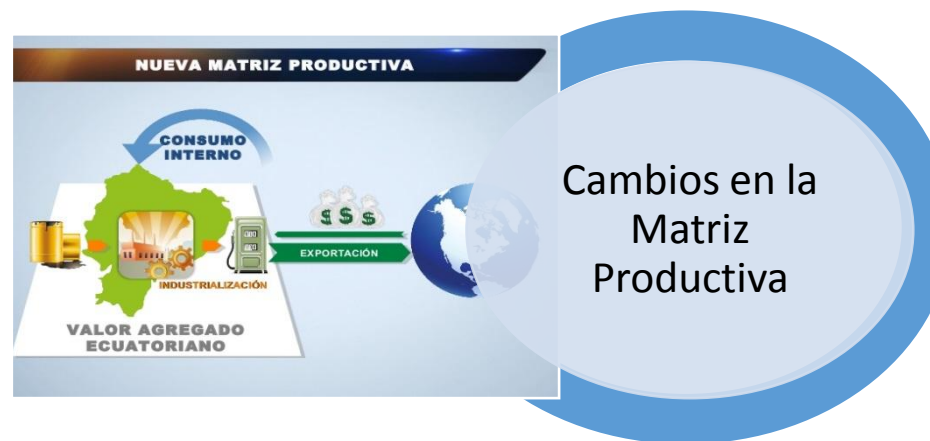 NUEVA MATRIZ PRODUCTIVA
CONSUMO
INTERNO
$ $ $
EXPORTACIÓN
INDUSTRIALIZACIÓN
VALOR AGREGADO
ECUATORIANO
Cambios en la
Matriz
Productiva